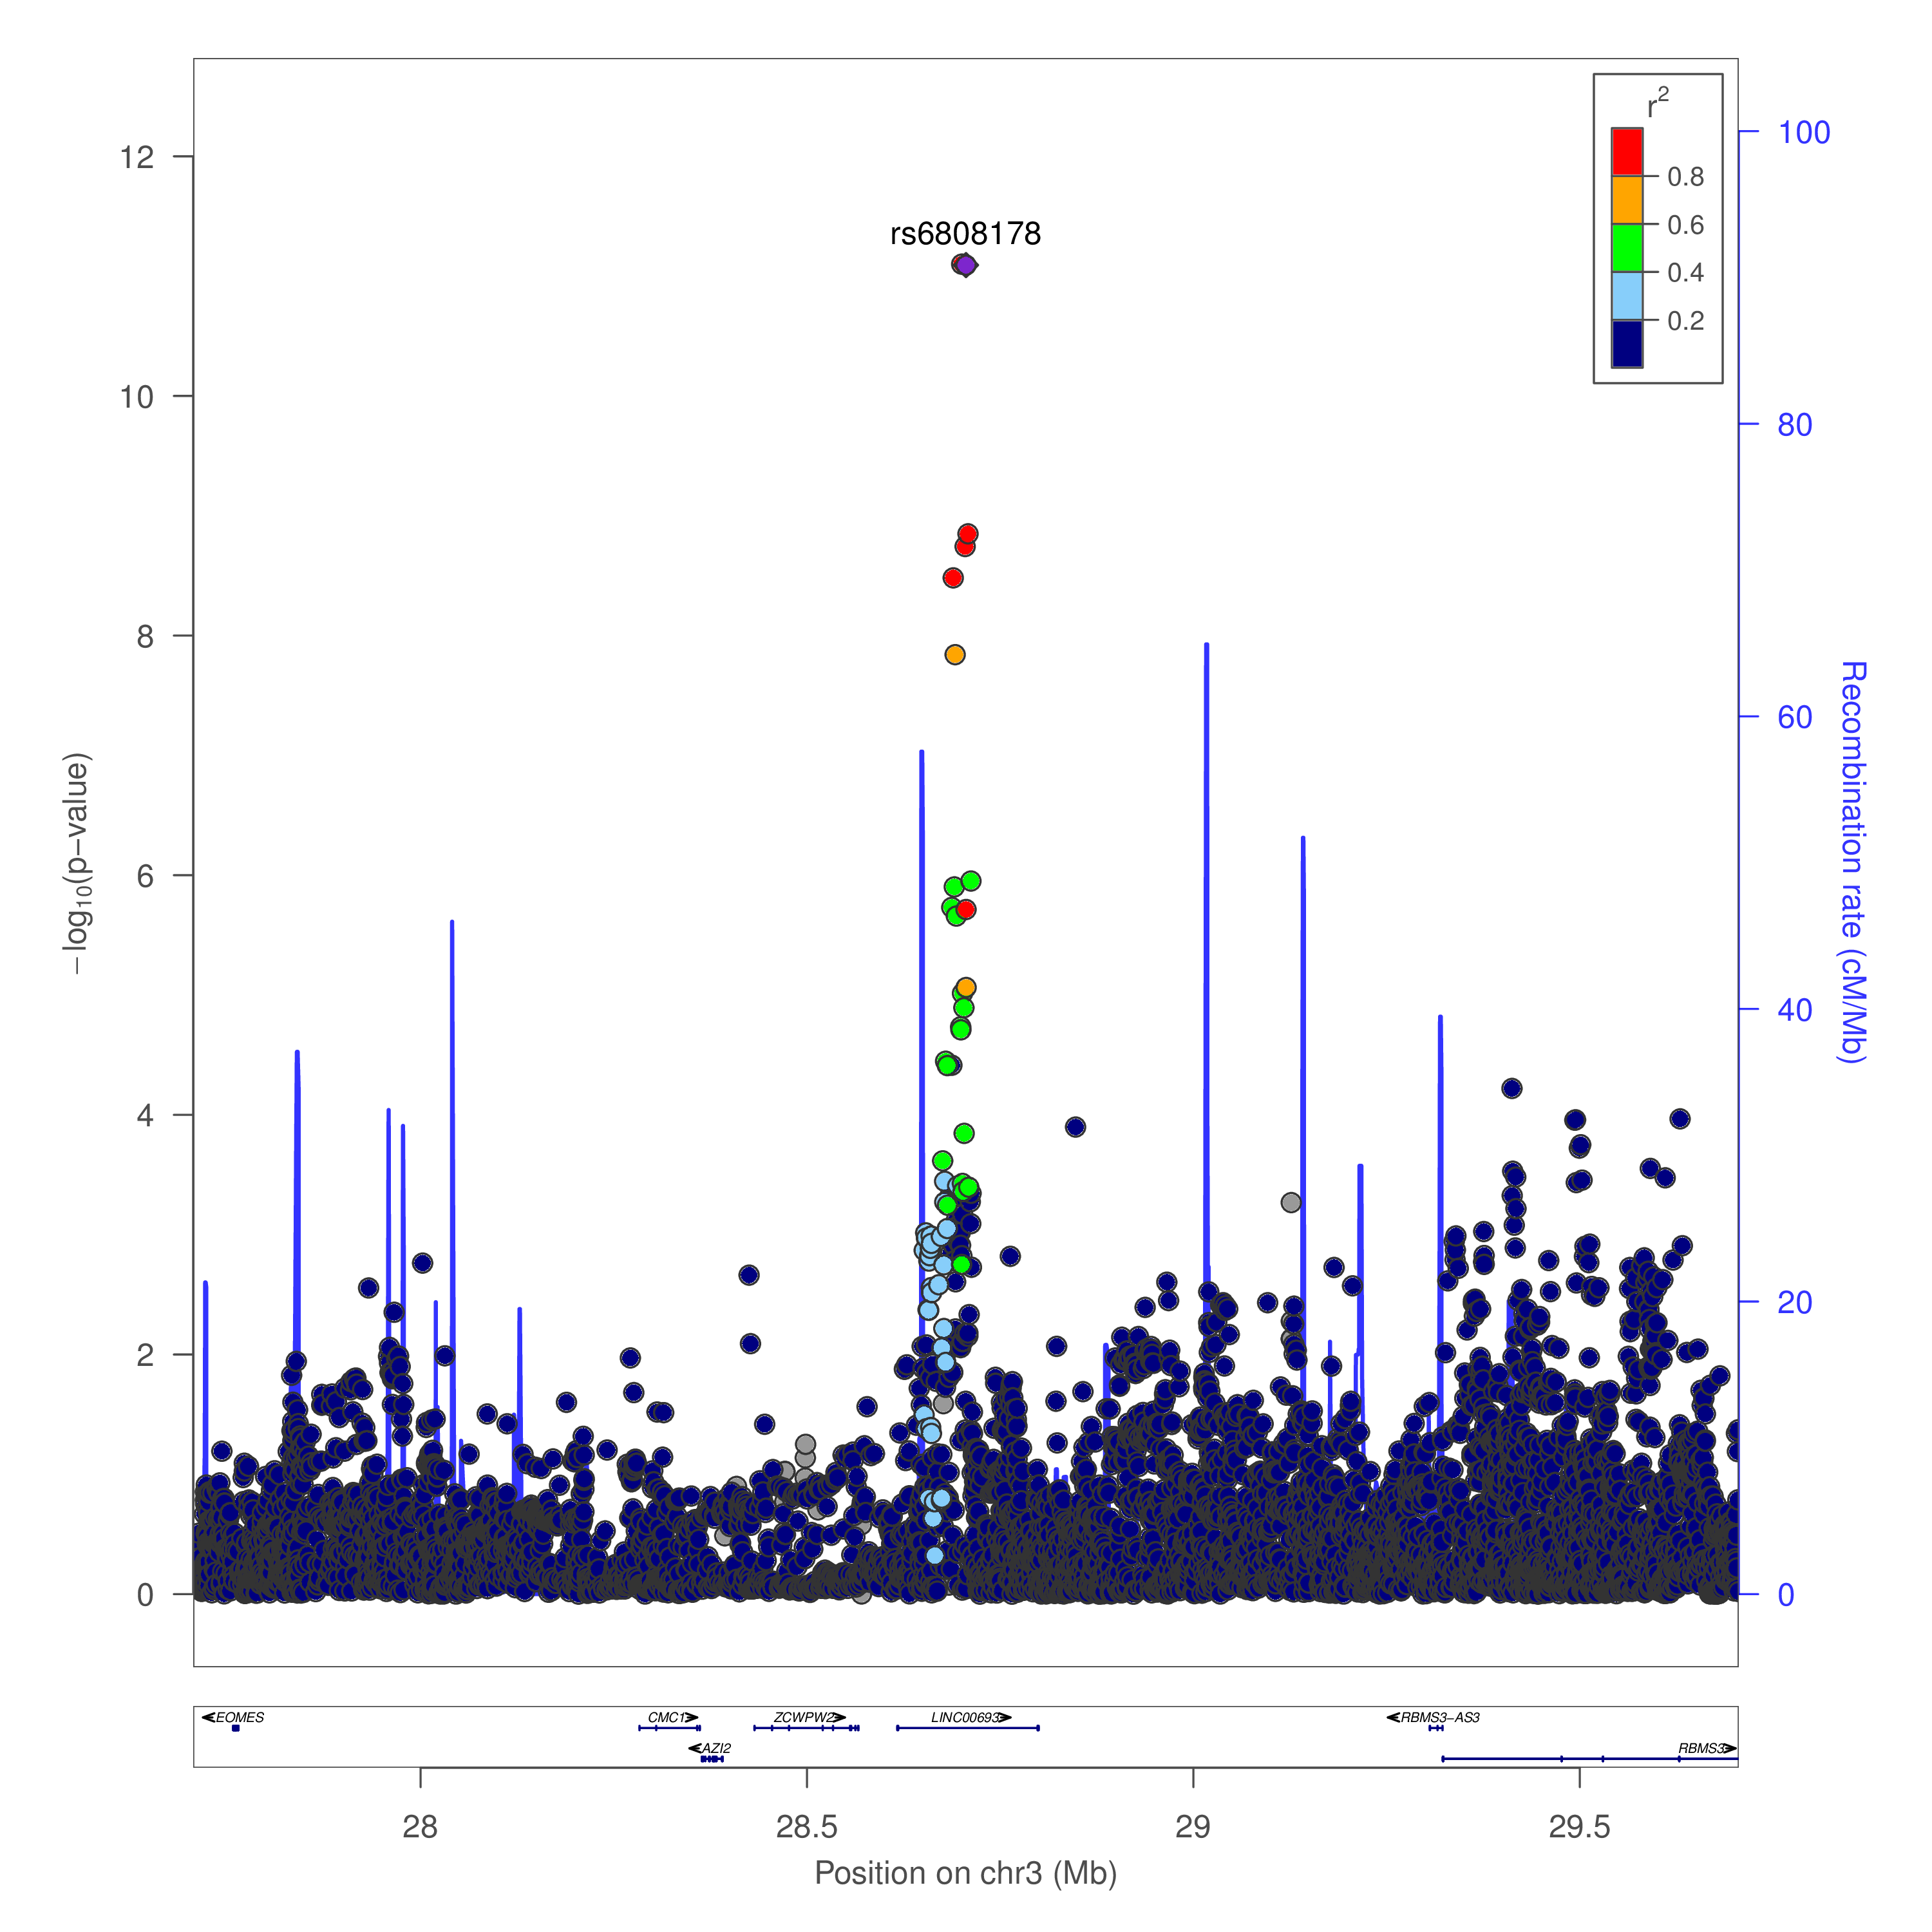 rs6808178
r2
0.8
0.6
0.4
0.2
12
10
8
6
4
2
0
−log10(p−value)
100
80
60
40
20
0
Recombination rate (cM/Mb)
EOMES
CMC1
ZCWPW2
LINC00693
RBMS3−AS3
AZI2
RBMS3
28
28.5
29
29.5
Position on chr3 (Mb)